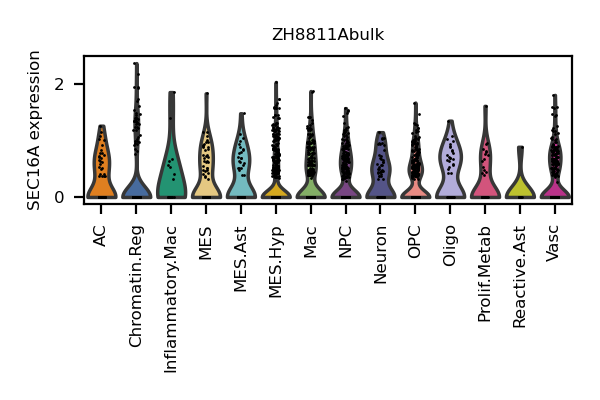 ZH8811Abulk
SEC16A expression
2
0
AC
Chromatin.Reg
Inflammatory.Mac
MES
MES.Ast
MES.Hyp
Mac
NPC
Neuron
OPC
Oligo
Prolif.Metab
Reactive.Ast
Vasc